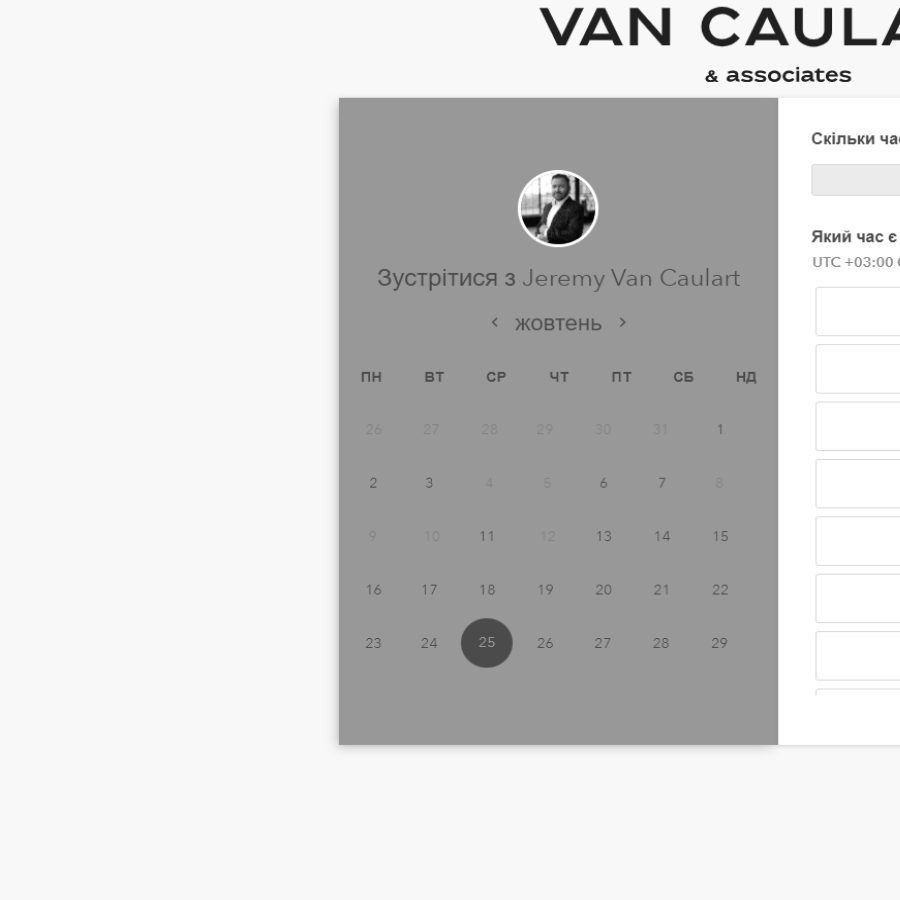 VAN CAULA
& associates
Скільки ча
Який час є
UTC +03:00
Зустрітися з Jeremy Van Caulart
жовтень
ПН ВТ СР ЧТ ПТ СБ НД
26 27 28 29 30 31 1
2 3 4 5 6 7 8
9 10 11 12 13 14 15
16 17 18 19 20 21 22
23 24 25 26 27 28 29